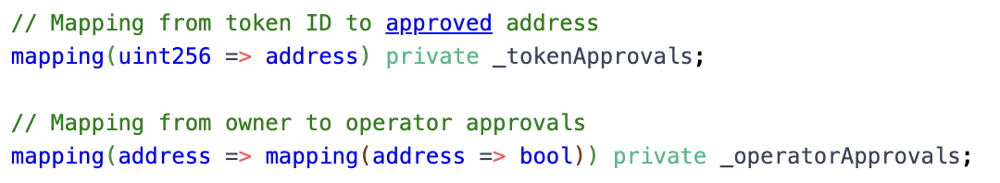 // Mapping from token ID to approved address
mapping(uint256 => address) private _tokenApprovals;
// Mapping from owner to operator approvals
mapping(address => mapping(address => bool)) private _operatorApprovals;